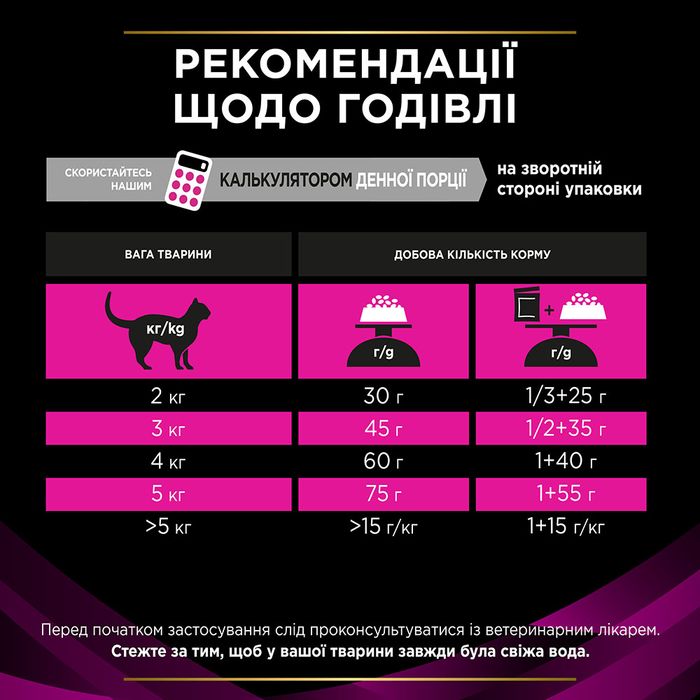 РЕКОМЕНДАЦІЇ
ЩОДО ГОДІВЛІ
СКОРИСТАЙТЕСЬ
НАШИМ
КАЛЬКУЛЯТОРОМ ДЕННОЇ ПОРЦІЇ
на зворотній
стороні упаковки
ВАГА ТВАРИНИ
ДОБОВА КІЛЬКІСТЬ КОРМУ
кг/kg
г/g
+
г/g
2 кг 30 г 1/3+25 г
3 кг 45 г 1/2+35 г
4 кг 60 г 1+40 г
5 кг 75 г 1+55 г
>5 кг >15 г/кг 1+15 г/кг
Перед початком застосування слід проконсультуватися із ветеринарним лікарем.
Стежте за тим, щоб у вашої тварини завжди була свіжа вода.